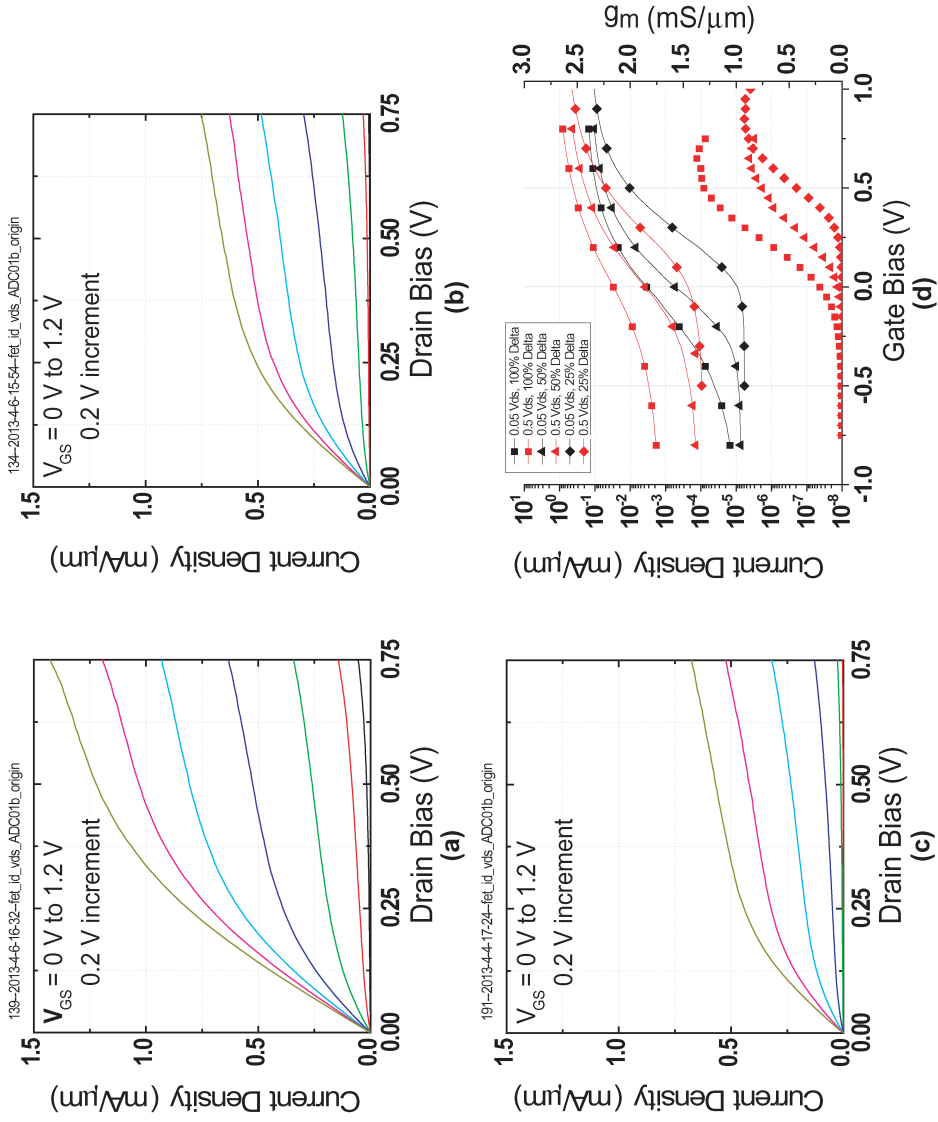 139–2013-4-6-16-32–fet_id_vds_ADC01b_origin
V_GS = 0 V to 1.2 V
0.2 V increment
Current Density ( mA/μm)
1.5
1.0
0.5
0.0
0.00
0.25
0.50
0.75
Drain Bias (V)
(a)
134–2013-4-6-15-54–fet_id_vds_ADC01b_origin
V_GS = 0 V to 1.2 V
0.2 V increment
Current Density ( mA/μm)
1.5
1.0
0.5
0.0
0.00
0.25
0.50
0.75
Drain Bias (V)
(b)
191–2013-4-4-17-24–fet_id_vds_ADC01b_origin
V_GS = 0 V to 1.2 V
0.2 V increment
Current Density ( mA/μm)
1.5
1.0
0.5
0.0
0.00
0.25
0.50
0.75
Drain Bias (V)
(c)
0.05 Vds, 100% Delta
0.5 Vds, 100% Delta
0.05 Vds, 50% Delta
0.5 Vds, 50% Delta
0.05 Vds, 25% Delta
0.5 Vds, 25% Delta
Current Density ( mA/μm)
10¹
10⁰
10⁻¹
10⁻²
10⁻³
10⁻⁴
10⁻⁵
10⁻⁶
10⁻⁷
10⁻⁸
g_m (mS/μm)
3.0
2.5
2.0
1.5
1.0
0.5
0.0
-1.0
-0.5
0.0
0.5
1.0
Gate Bias (V)
(d)